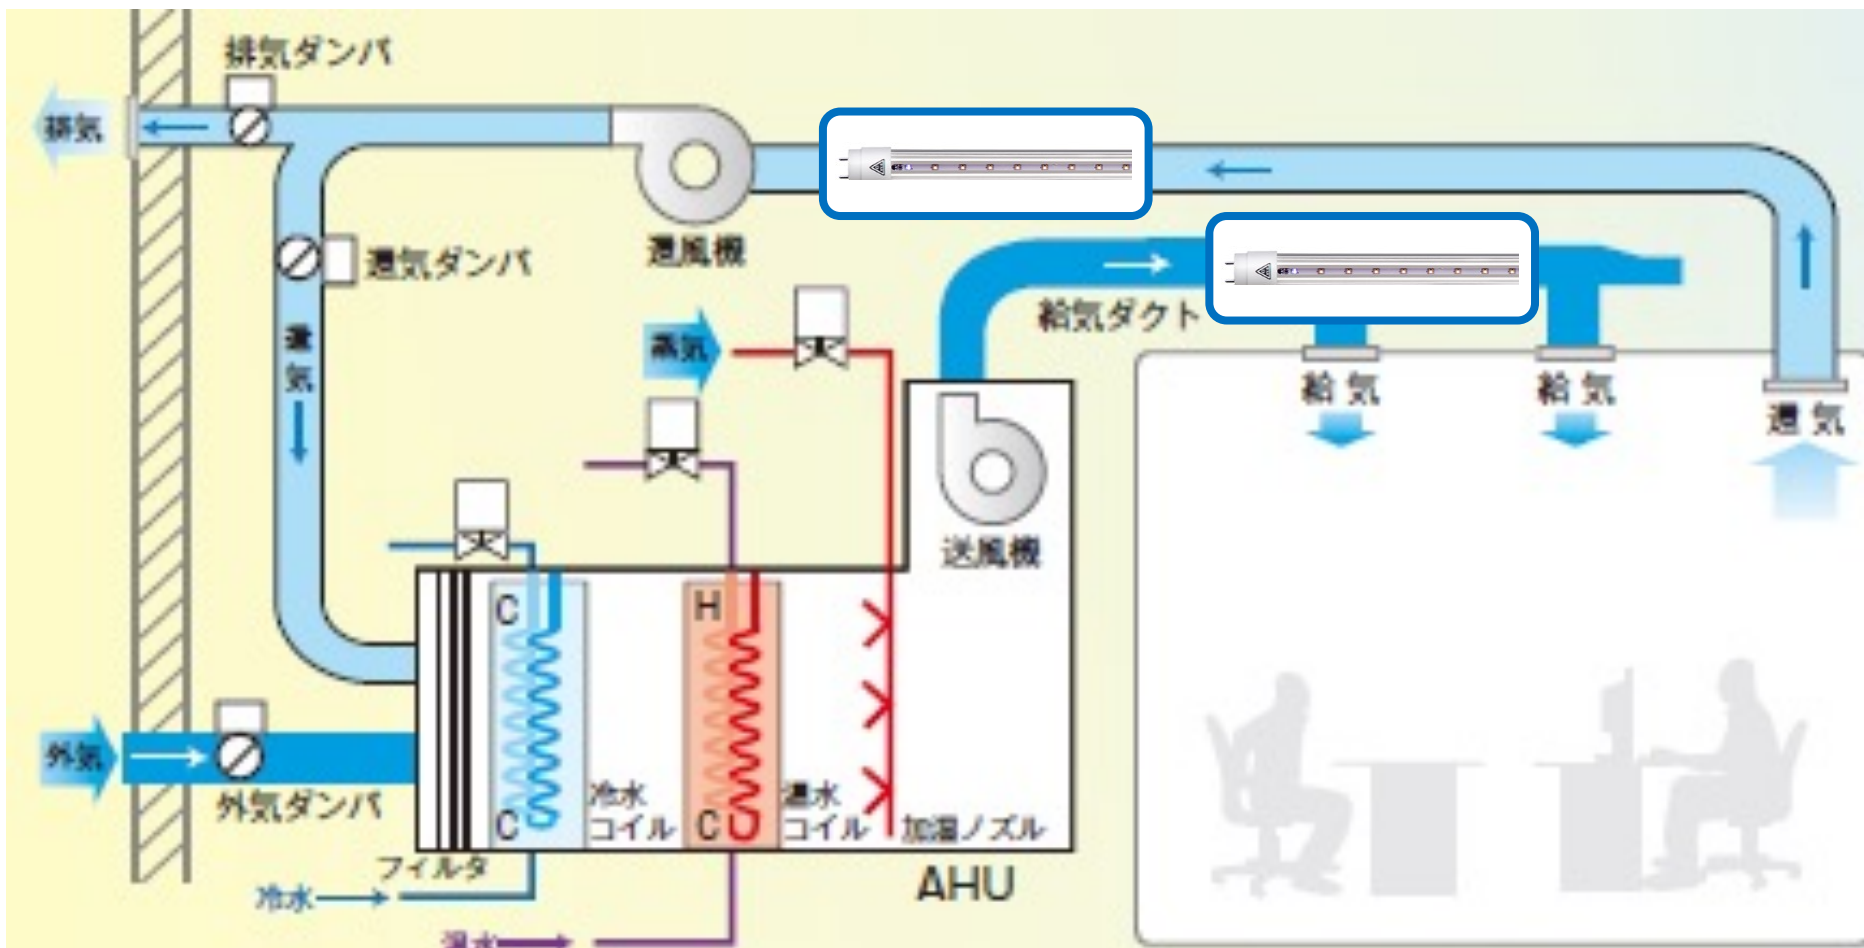 排気ダンパ
排気
還風機
還気ダンパ
還気
給気ダクト
蒸気
給気
給気
還気
送風機
C
H
外気
冷水
コイル
温水
コイル
C
C
加湿ノズル
外気ダンパ
フィルタ
AHU
冷水
温水